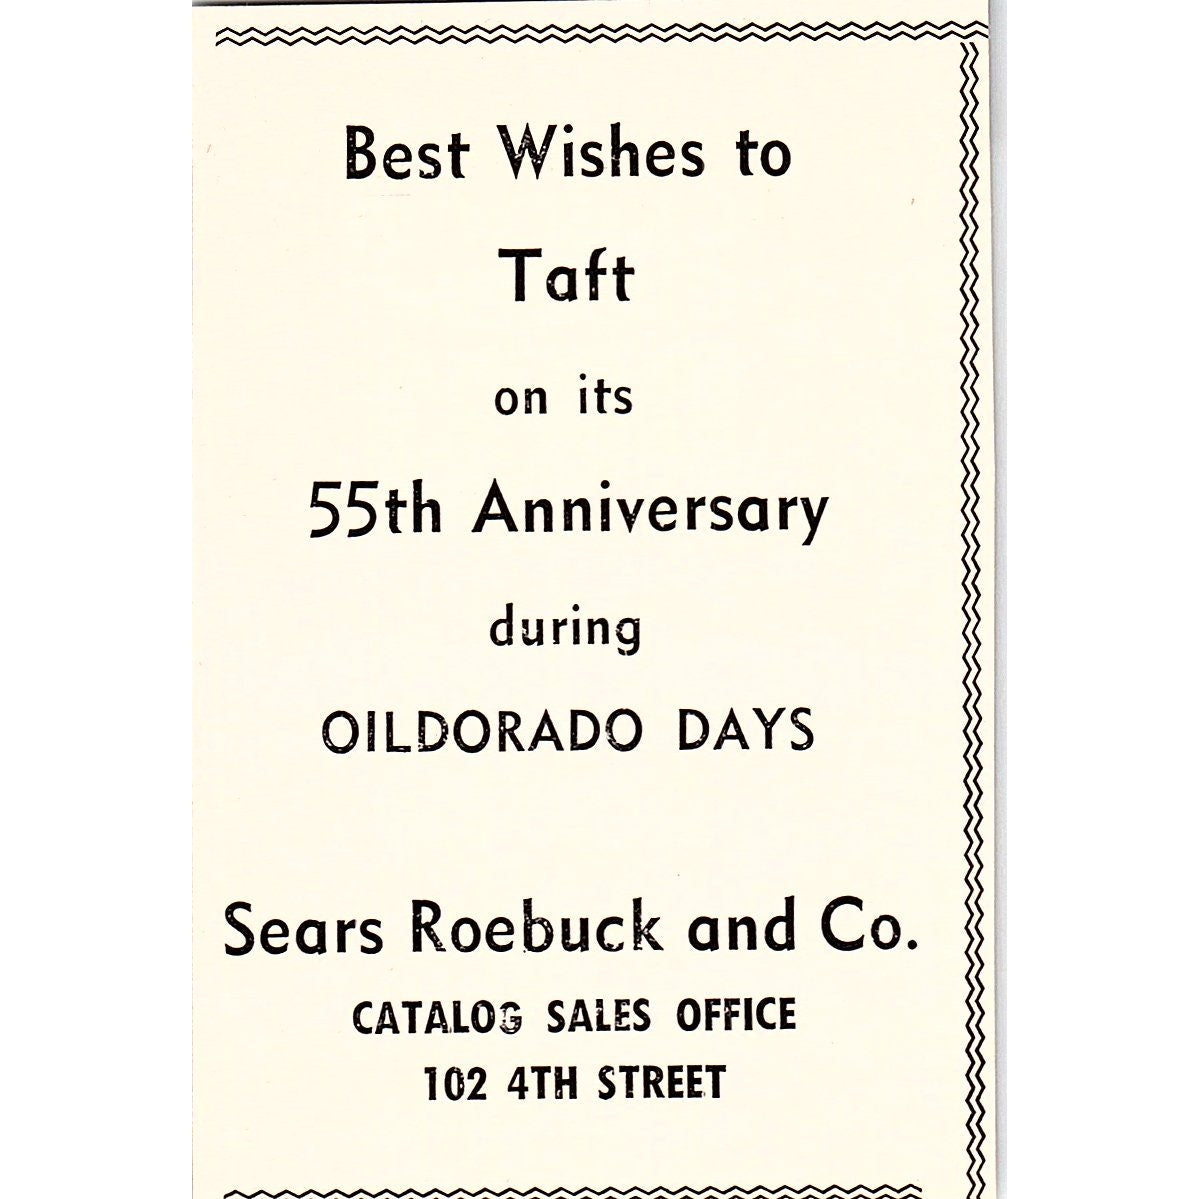 Best Wishes to
Taft
on its
55th Anniversary
during
OILDORADO DAYS
Sears Roebuck and Co.
CATALOG SALES OFFICE
102 4TH STREET